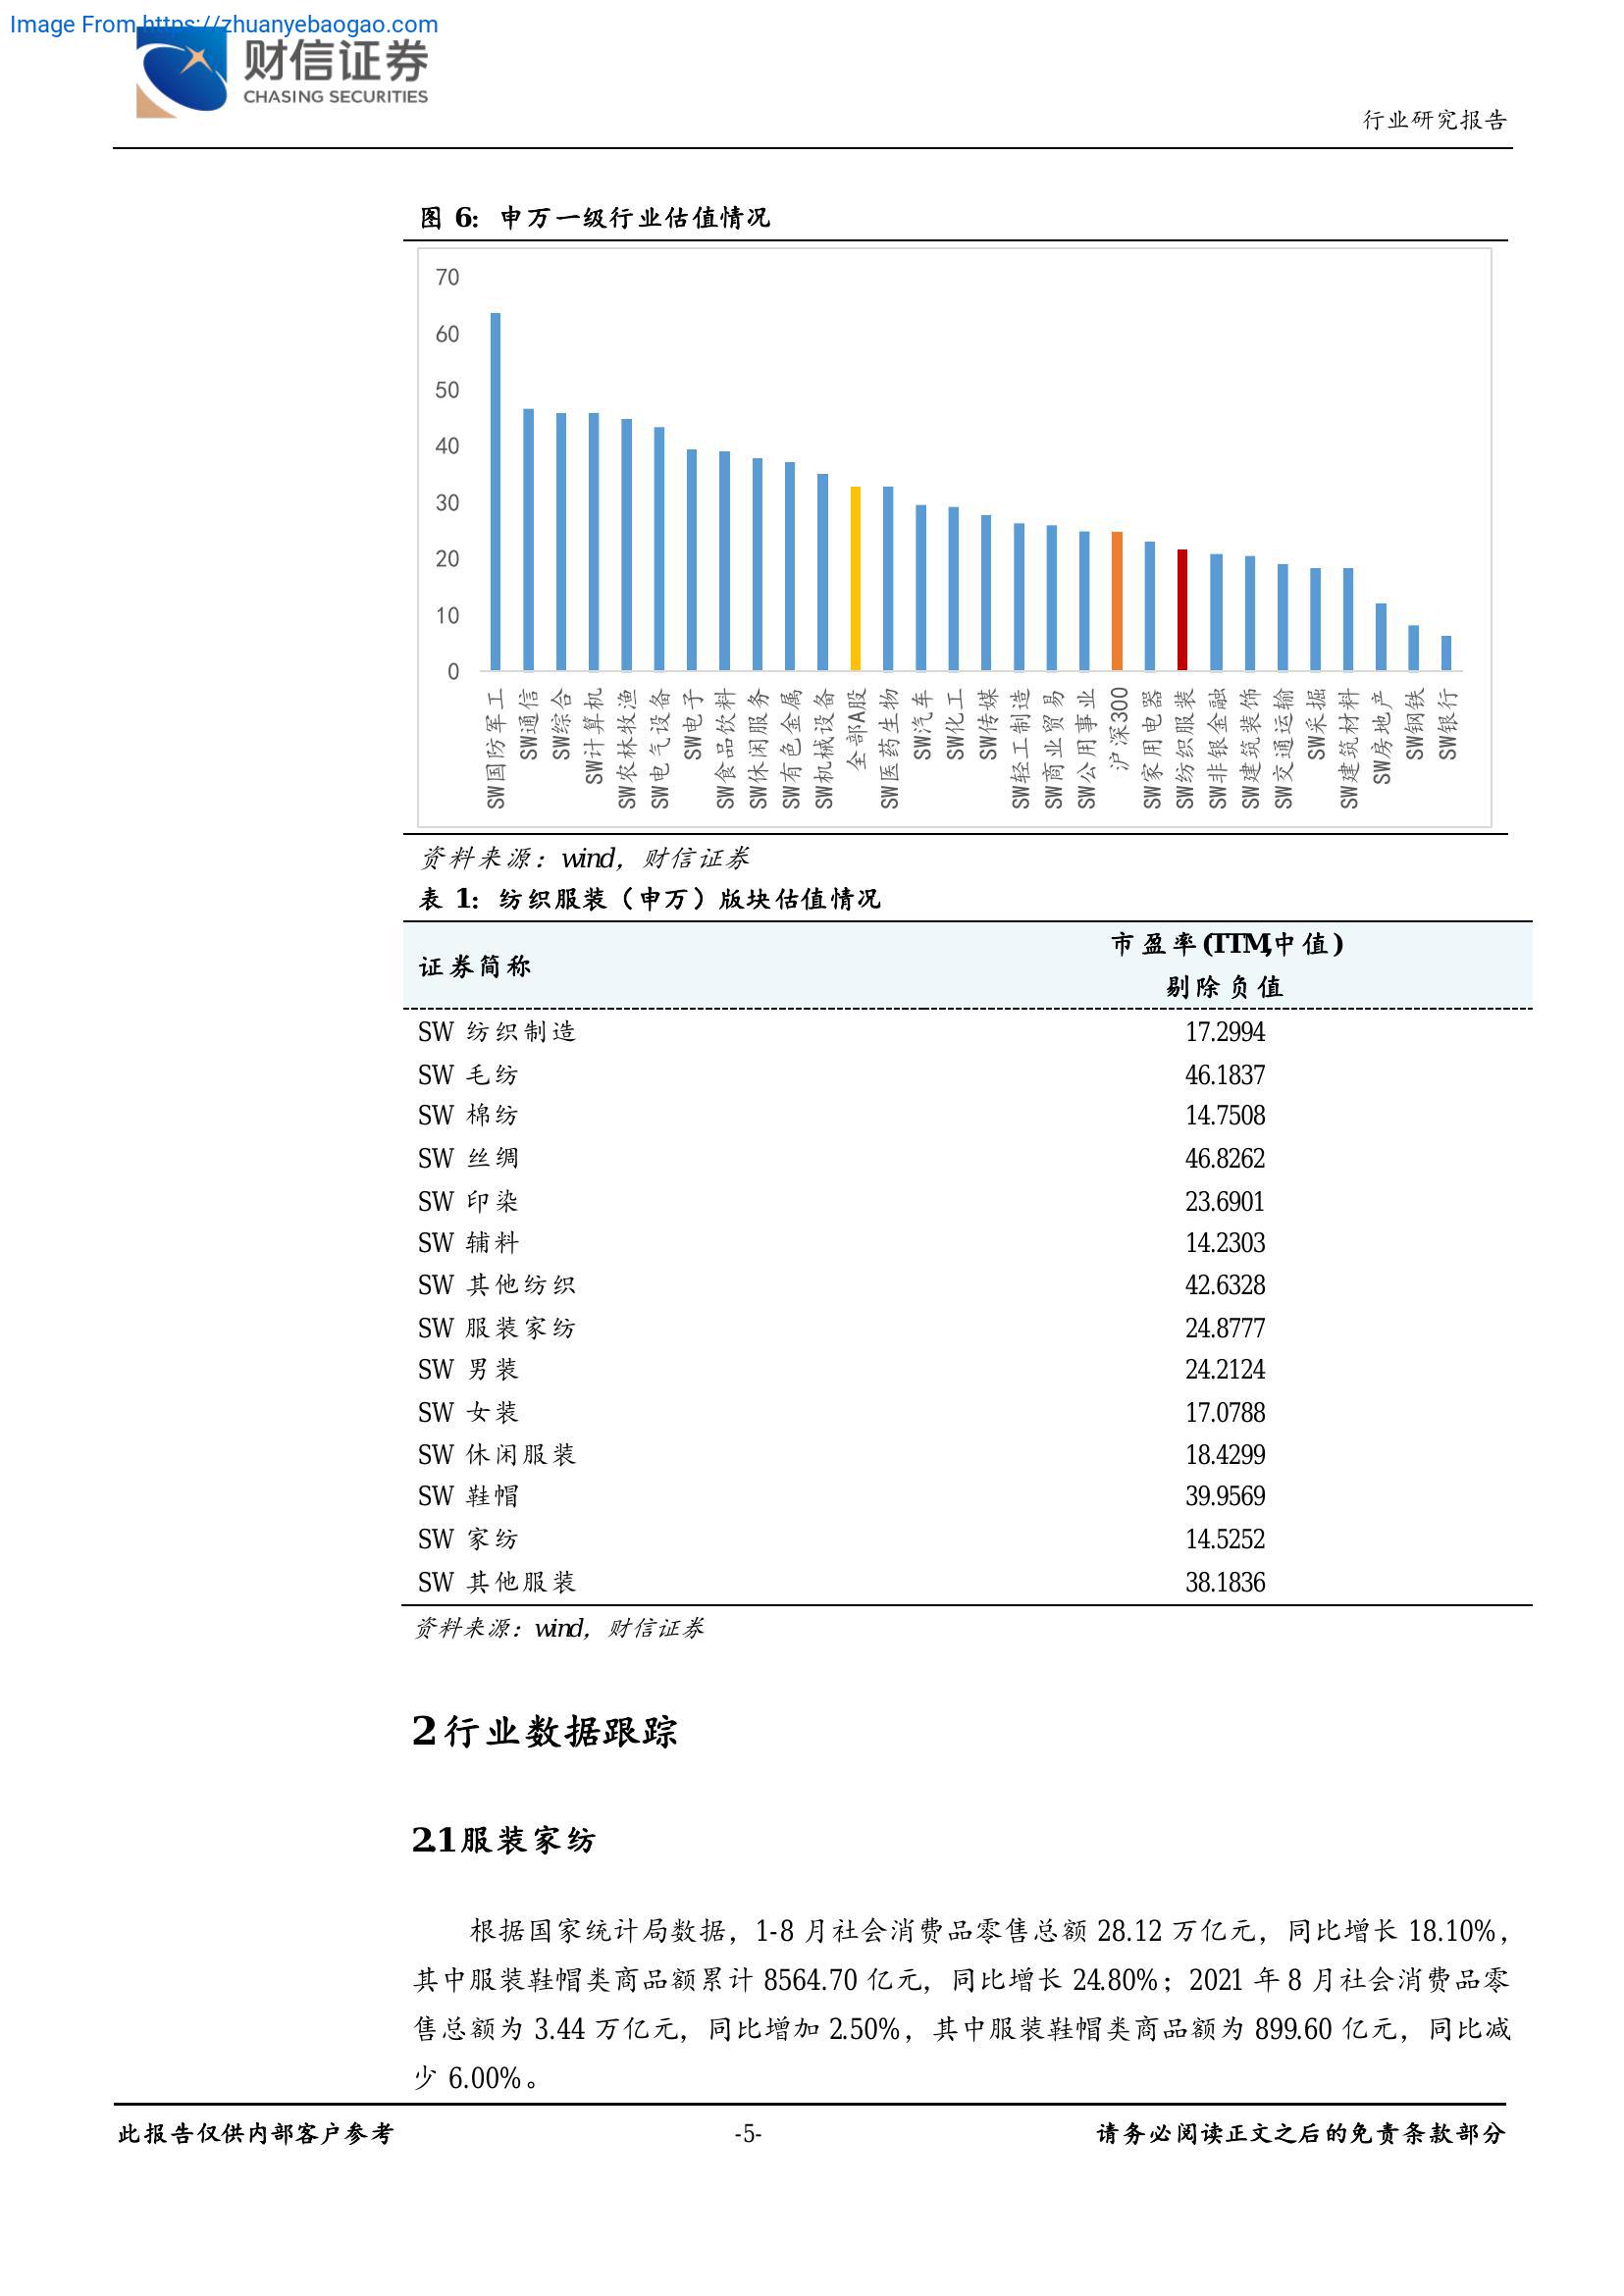 Image From https://zhuanyebaogao.com
财信证券
CHASING SECURITIES
行业研究报告
图 6：申万一级行业估值情况
70
60
50
40
30
20
10
0
SW国防军工
SW通信
SW综合
SW计算机
SW农林牧渔
SW电气设备
SW电子
SW食品饮料
SW休闲服务
SW有色金属
SW机械设备
全部A股
SW医药生物
SW汽车
SW化工
SW传媒
SW轻工制造
SW商业贸易
SW公用事业
沪深300
SW家用电器
SW纺织服装
SW非银金融
SW建筑装饰
SW交通运输
SW采掘
SW建筑材料
SW房地产
SW钢铁
SW银行
资料来源：wind，财信证券
表 1：纺织服装（申万）版块估值情况
证券简称 市盈率(TTM,中值)
剔除负值
SW 纺织制造 17.2994
SW 毛纺 46.1837
SW 棉纺 14.7508
SW 丝绸 46.8262
SW 印染 23.6901
SW 辅料 14.2303
SW 其他纺织 42.6328
SW 服装家纺 24.8777
SW 男装 24.2124
SW 女装 17.0788
SW 休闲服装 18.4299
SW 鞋帽 39.9569
SW 家纺 14.5252
SW 其他服装 38.1836
资料来源：wind，财信证券
2 行业数据跟踪
2.1 服装家纺
根据国家统计局数据，1-8 月社会消费品零售总额 28.12 万亿元，同比增长 18.10%，
其中服装鞋帽类商品额累计 8564.70 亿元，同比增长 24.80%；2021 年 8 月社会消费品零
售总额为 3.44 万亿元，同比增加 2.50%，其中服装鞋帽类商品额为 899.60 亿元，同比减
少 6.00%。
此报告仅供内部客户参考 -5- 请务必阅读正文之后的免责条款部分